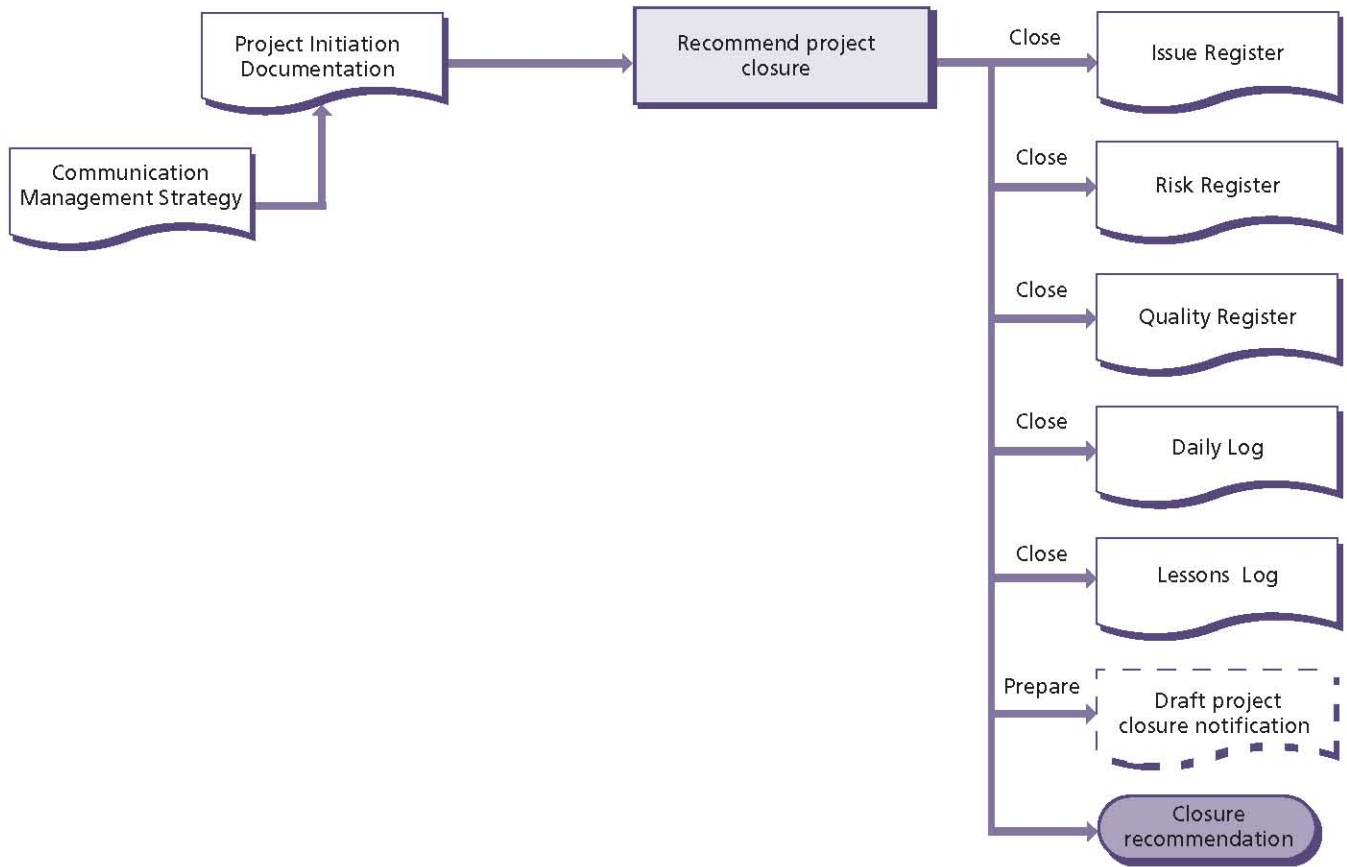 Project Initiation
Documentation
Recommend project
closure
Close
Issue Register
Communication
Management Strategy
Close
Risk Register
Close
Quality Register
Close
Daily Log
Close
Lessons Log
Prepare
Draft project
closure notification
Closure
recommendation